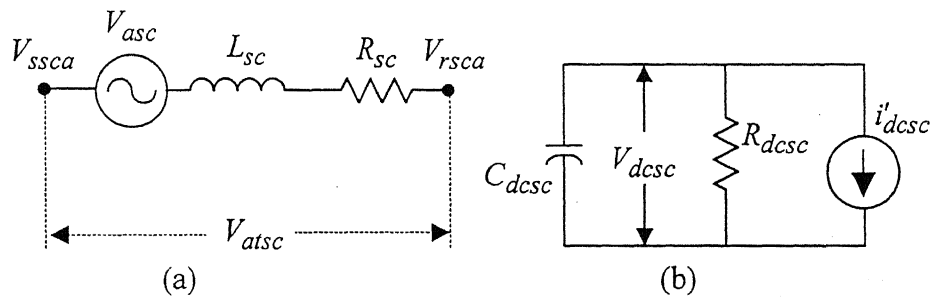 V_asc
V_ssca
L_sc
R_sc
V_rsca
V_atsc
(a)
C_dcsc
V_dcsc
R_dcsc
i'_dcsc
(b)